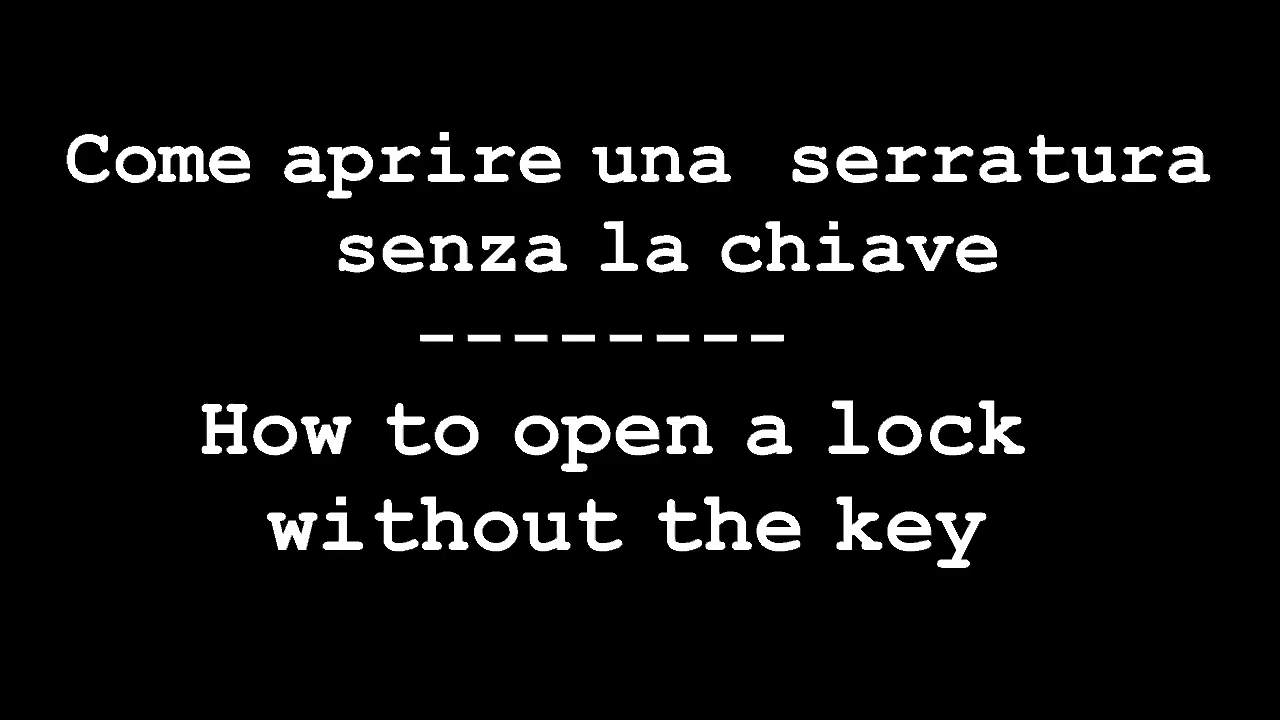 Come aprire una serratura
senza la chiave
--------
How to open a lock
without the key